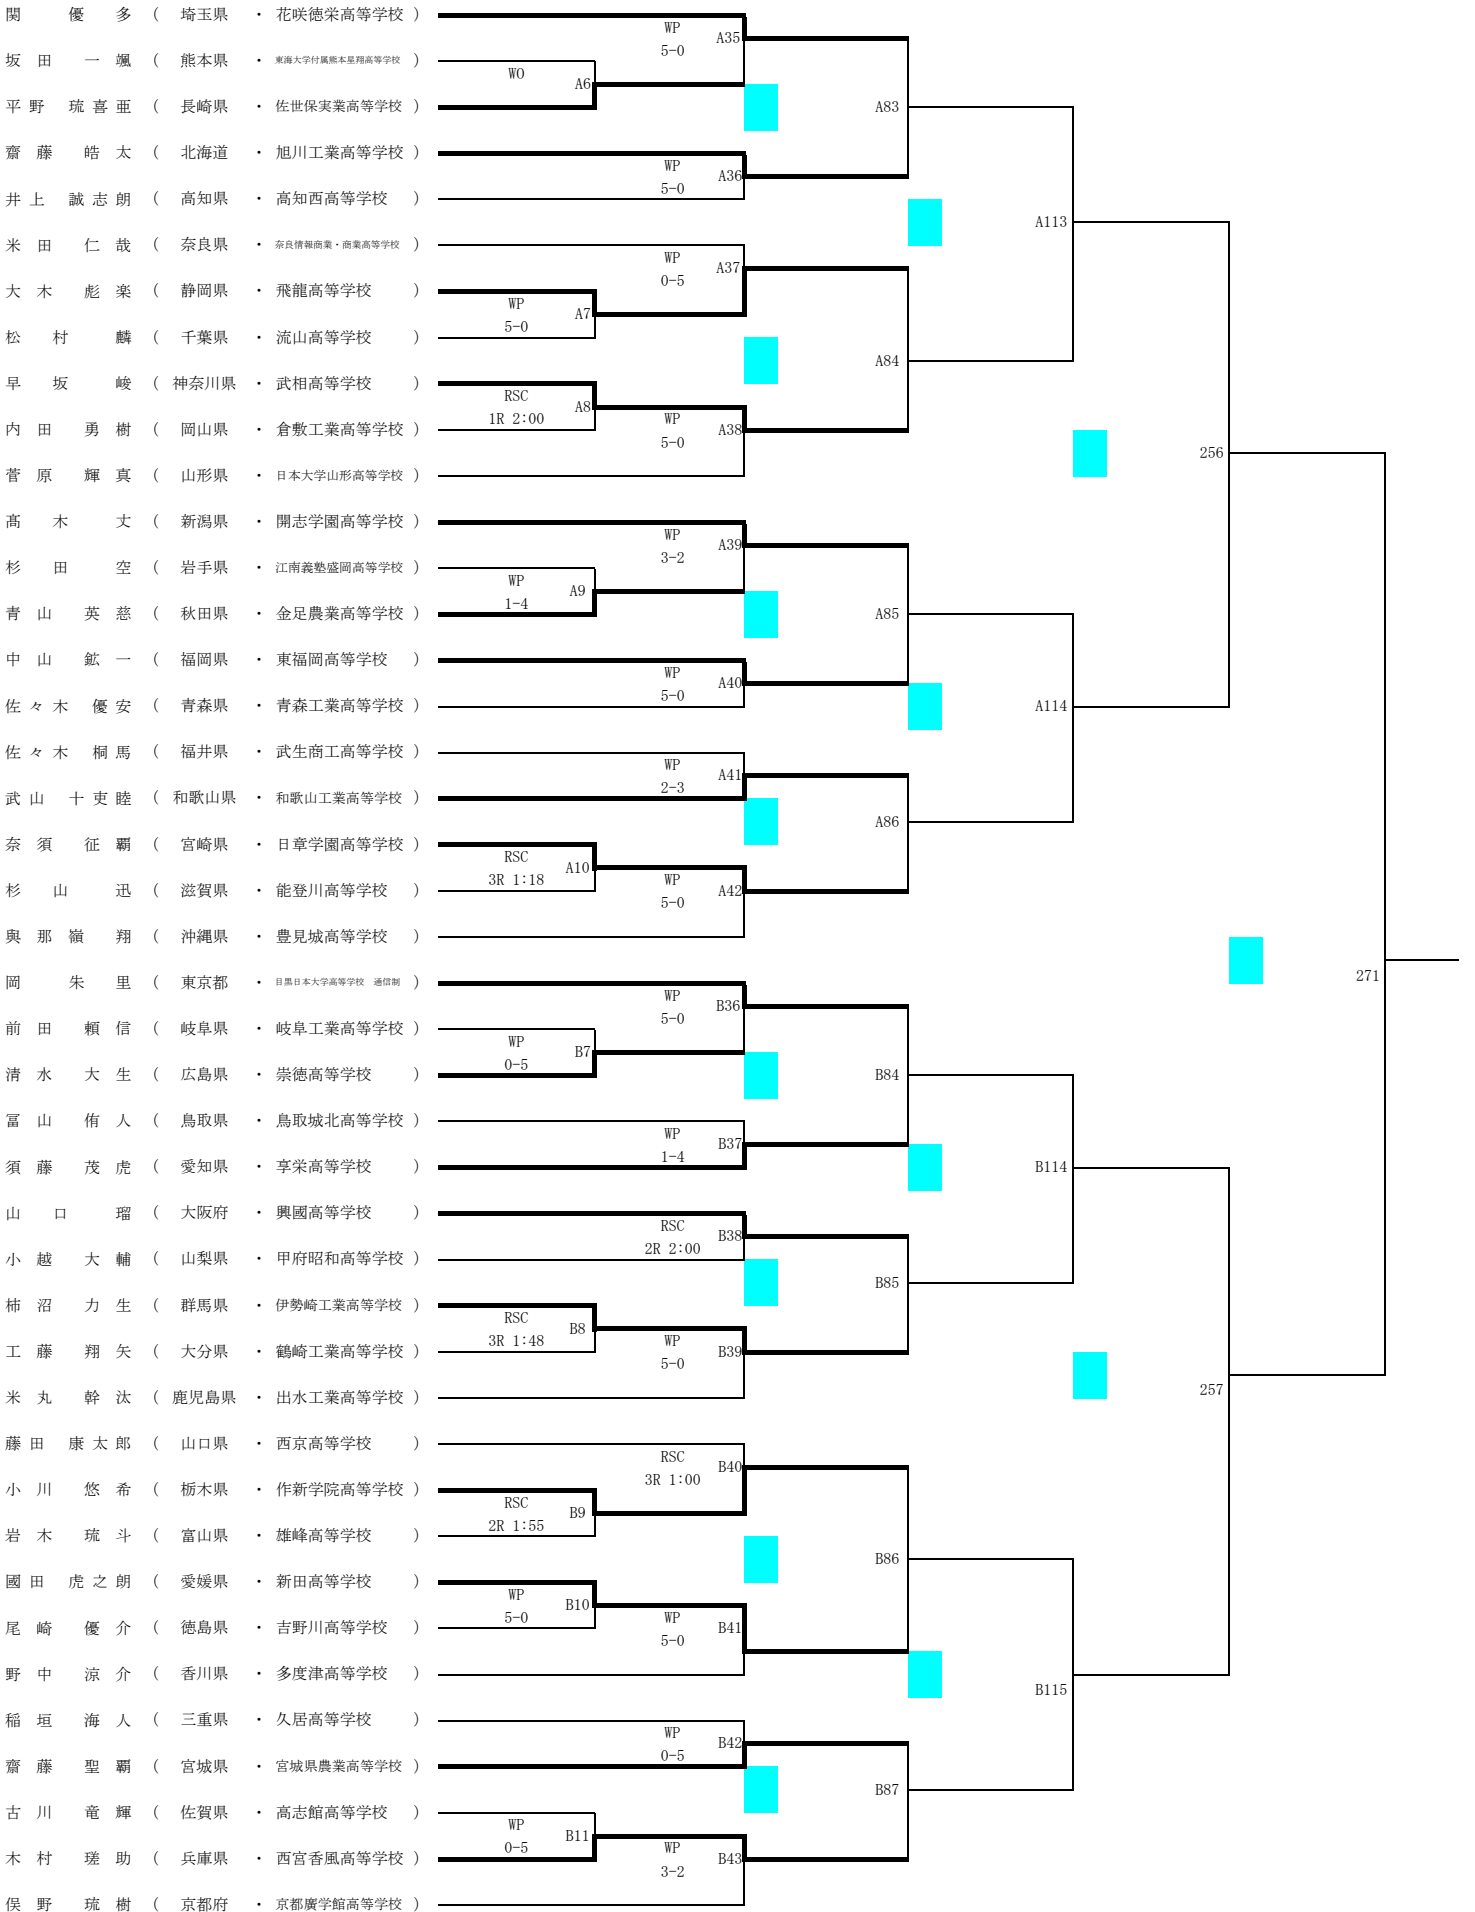 関 優 多 ( 埼玉県 ・ 花咲徳栄高等学校 )
WP
A35
5-0
坂 田 一 颯 ( 熊本県 ・ 東海大学付属熊本星翔高等学校 )
WO
A6
平 野 琉 喜 亜 ( 長崎県 ・ 佐世保実業高等学校 )
A83
齋 藤 皓 太 ( 北海道 ・ 旭川工業高等学校 )
WP
A36
5-0
井 上 誠 志 朗 ( 高知県 ・ 高知西高等学校 )
A113
米 田 仁 哉 ( 奈良県 ・ 奈良情報商業・商業高等学校 )
WP
A37
0-5
大 木 彪 楽 ( 静岡県 ・ 飛龍高等学校 )
WP
A7
5-0
松 村 麟 ( 千葉県 ・ 流山高等学校 )
A84
早 坂 峻 ( 神奈川県 ・ 武相高等学校 )
RSC
A8
1R 2:00
WP
A38
5-0
内 田 勇 樹 ( 岡山県 ・ 倉敷工業高等学校 )
256
菅 原 輝 真 ( 山形県 ・ 日本大学山形高等学校 )
髙 木 丈 ( 新潟県 ・ 開志学園高等学校 )
WP
A39
3-2
杉 田 空 ( 岩手県 ・ 江南義塾盛岡高等学校 )
WP
A9
1-4
青 山 英 慈 ( 秋田県 ・ 金足農業高等学校 )
A85
中 山 鉱 一 ( 福岡県 ・ 東福岡高等学校 )
WP
A40
5-0
佐 々 木 優 安 ( 青森県 ・ 青森工業高等学校 )
A114
佐 々 木 桐 馬 ( 福井県 ・ 武生商工高等学校 )
WP
A41
2-3
武 山 十 吏 睦 ( 和歌山県 ・ 和歌山工業高等学校 )
A86
奈 須 征 覇 ( 宮崎県 ・ 日章学園高等学校 )
RSC
A10
3R 1:18
WP
A42
5-0
杉 山 迅 ( 滋賀県 ・ 能登川高等学校 )
與 那 嶺 翔 ( 沖縄県 ・ 豊見城高等学校 )
271
岡 朱 里 ( 東京都 ・ 目黒日本大学高等学校 通信制 )
WP
B36
5-0
前 田 頼 信 ( 岐阜県 ・ 岐阜工業高等学校 )
WP
B7
0-5
清 水 大 生 ( 広島県 ・ 崇徳高等学校 )
B84
冨 山 侑 人 ( 鳥取県 ・ 鳥取城北高等学校 )
WP
B37
1-4
須 藤 茂 虎 ( 愛知県 ・ 享栄高等学校 )
B114
山 口 瑠 ( 大阪府 ・ 興國高等学校 )
RSC
B38
2R 2:00
小 越 大 輔 ( 山梨県 ・ 甲府昭和高等学校 )
B85
柿 沼 力 生 ( 群馬県 ・ 伊勢崎工業高等学校 )
RSC
B8
3R 1:48
WP
B39
5-0
工 藤 翔 矢 ( 大分県 ・ 鶴崎工業高等学校 )
257
米 丸 幹 汰 ( 鹿児島県 ・ 出水工業高等学校 )
藤 田 康 太 郎 ( 山口県 ・ 西京高等学校 )
RSC
B40
3R 1:00
小 川 悠 希 ( 栃木県 ・ 作新学院高等学校 )
RSC
B9
2R 1:55
岩 木 琉 斗 ( 富山県 ・ 雄峰高等学校 )
B86
國 田 虎 之 朗 ( 愛媛県 ・ 新田高等学校 )
WP
B10
5-0
WP
B41
5-0
尾 崎 優 介 ( 徳島県 ・ 吉野川高等学校 )
野 中 涼 介 ( 香川県 ・ 多度津高等学校 )
B115
稲 垣 海 人 ( 三重県 ・ 久居高等学校 )
WP
B42
0-5
齋 藤 聖 覇 ( 宮城県 ・ 宮城県農業高等学校 )
B87
古 川 竜 輝 ( 佐賀県 ・ 高志館高等学校 )
WP
B11
0-5
WP
B43
3-2
木 村 瑳 助 ( 兵庫県 ・ 西宮香風高等学校 )
俣 野 琉 樹 ( 京都府 ・ 京都廣学館高等学校 )